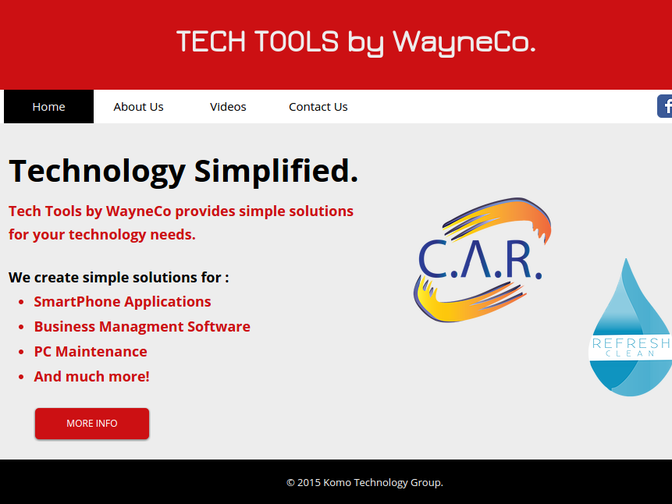 TECH TOOLS by WayneCo.
Home
About Us
Videos
Contact Us
Technology Simplified.
Tech Tools by WayneCo provides simple solutions
for your technology needs.
C.A.R.
We create simple solutions for :
SmartPhone Applications
Business Managment Software
PC Maintenance
And much more!
REFRESH
CLEAN
MORE INFO
© 2015 Komo Technology Group.